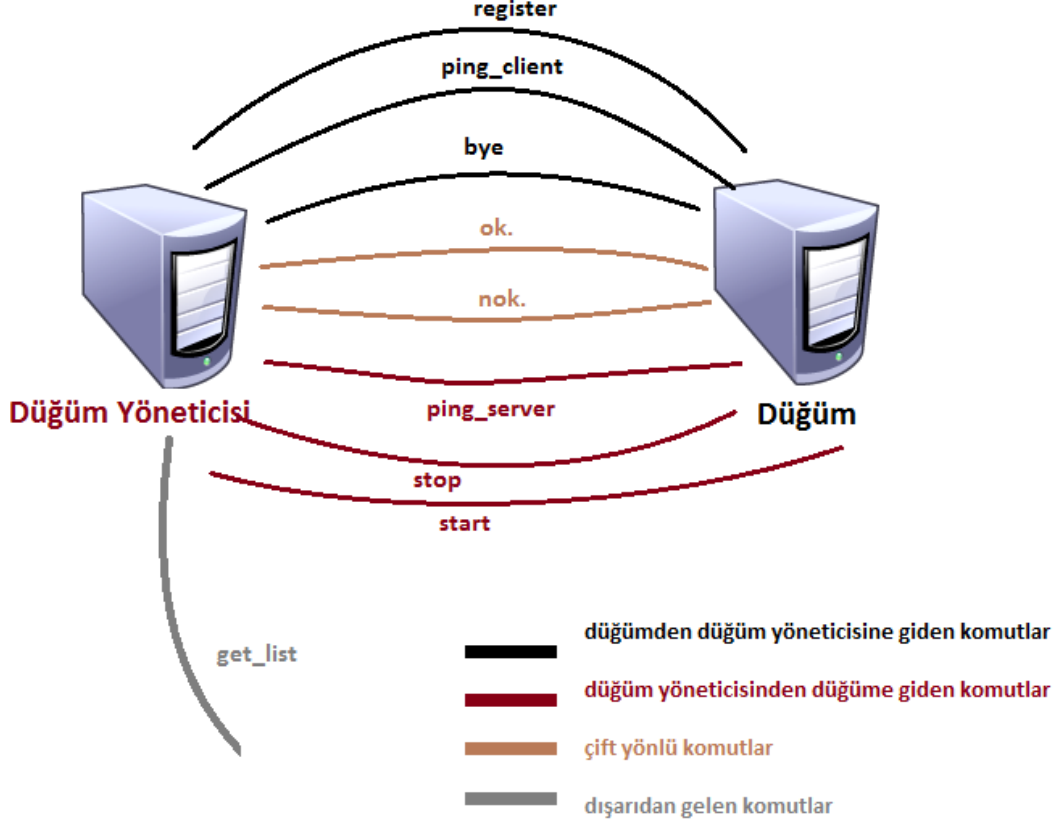 register
ping_client
bye
ok.
nok.
ping_server
Düğüm Yöneticisi
Düğüm
stop
start
get_list
düğümden düğüm yöneticisine giden komutlar
düğüm yöneticisinden düğüme giden komutlar
çift yönlü komutlar
dışarıdan gelen komutlar